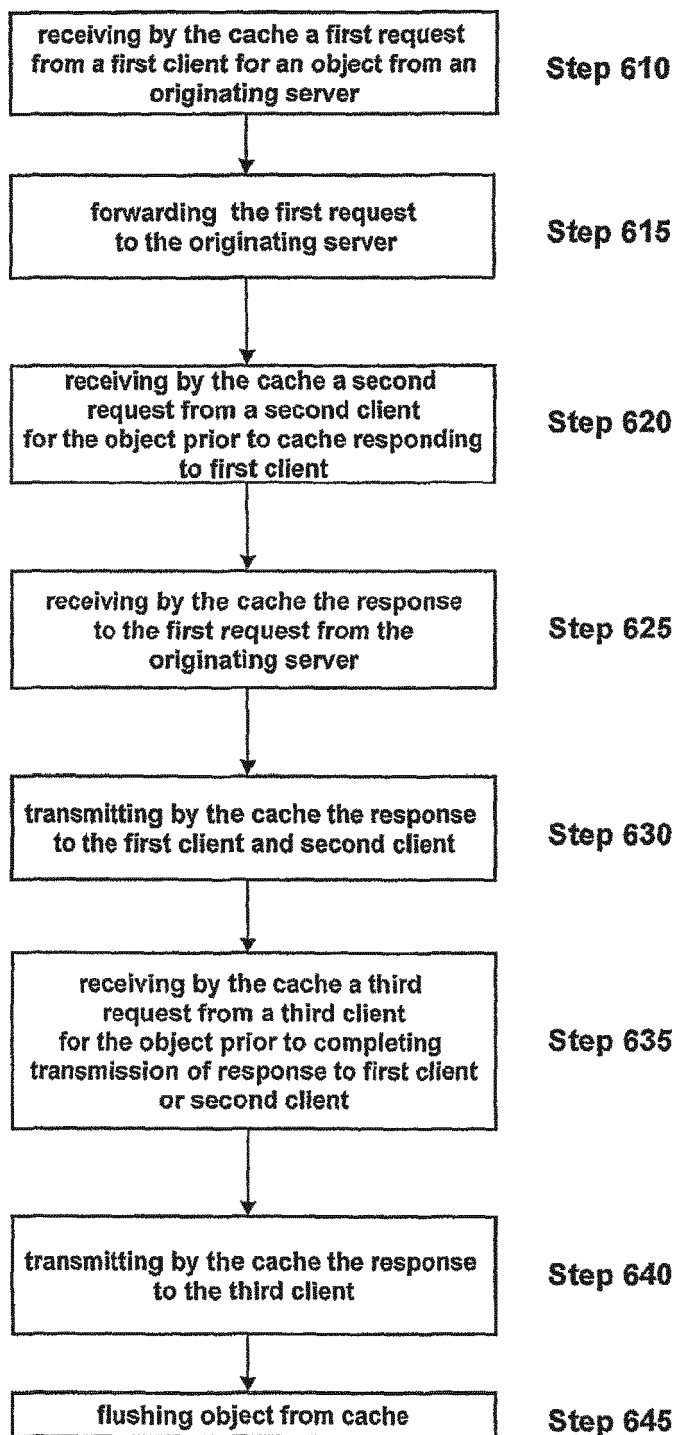 receiving by the cache a first request
from a first client for an object from an
originating server
Step 610
forwarding the first request
to the originating server
Step 615
receiving by the cache a second
request from a second client
for the object prior to cache responding
to first client
Step 620
receiving by the cache the response
to the first request from the
originating server
Step 625
transmitting by the cache the response
to the first client and second client
Step 630
receiving by the cache a third
request from a third client
for the object prior to completing
transmission of response to first client
or second client
Step 635
transmitting by the cache the response
to the third client
Step 640
flushing object from cache
Step 645